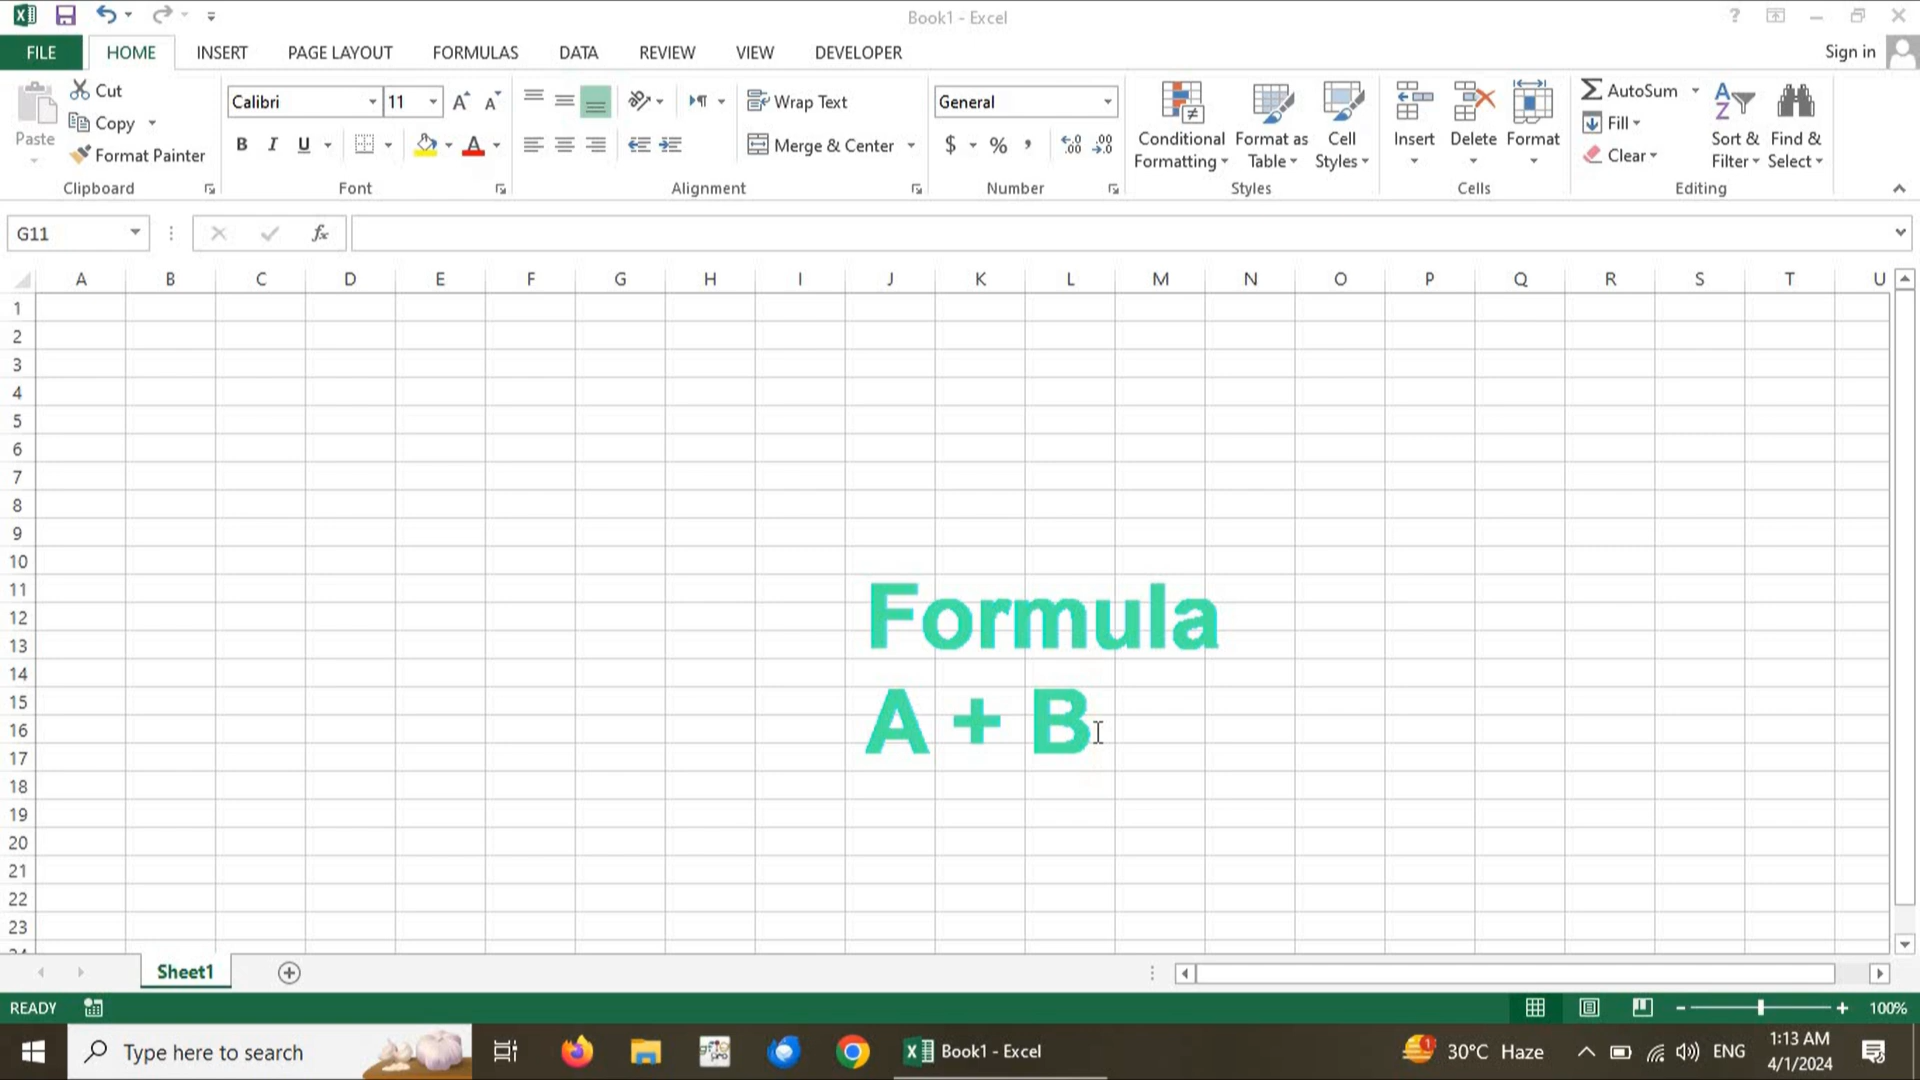 Book1 - Excel
?
FILE
HOME
INSERT
PAGE LAYOUT
FORMULAS
DATA
REVIEW
VIEW
DEVELOPER
Sign in
Paste
Cut
Copy
Format Painter
Clipboard
Calibri
11
A A
B I U
A
Font
Wrap Text
Merge & Center
Alignment
General
$ % ,
Number
Conditional Formatting
Format as Table
Cell Styles
Styles
Insert
Delete
Format
Cells
AutoSum
Fill
Clear
Sort & Filter
Find & Select
Editing
G11
fx
A B C D E F G H I J K L M N O P Q R S T U
1
2
3
4
5
6
7
8
9
10
11
12
13
14
15
16
17
18
19
20
21
22
23
Formula
A + B
Sheet1
READY
100%
Type here to search
Book1 - Excel
30°C Haze
ENG
1:13 AM
4/1/2024